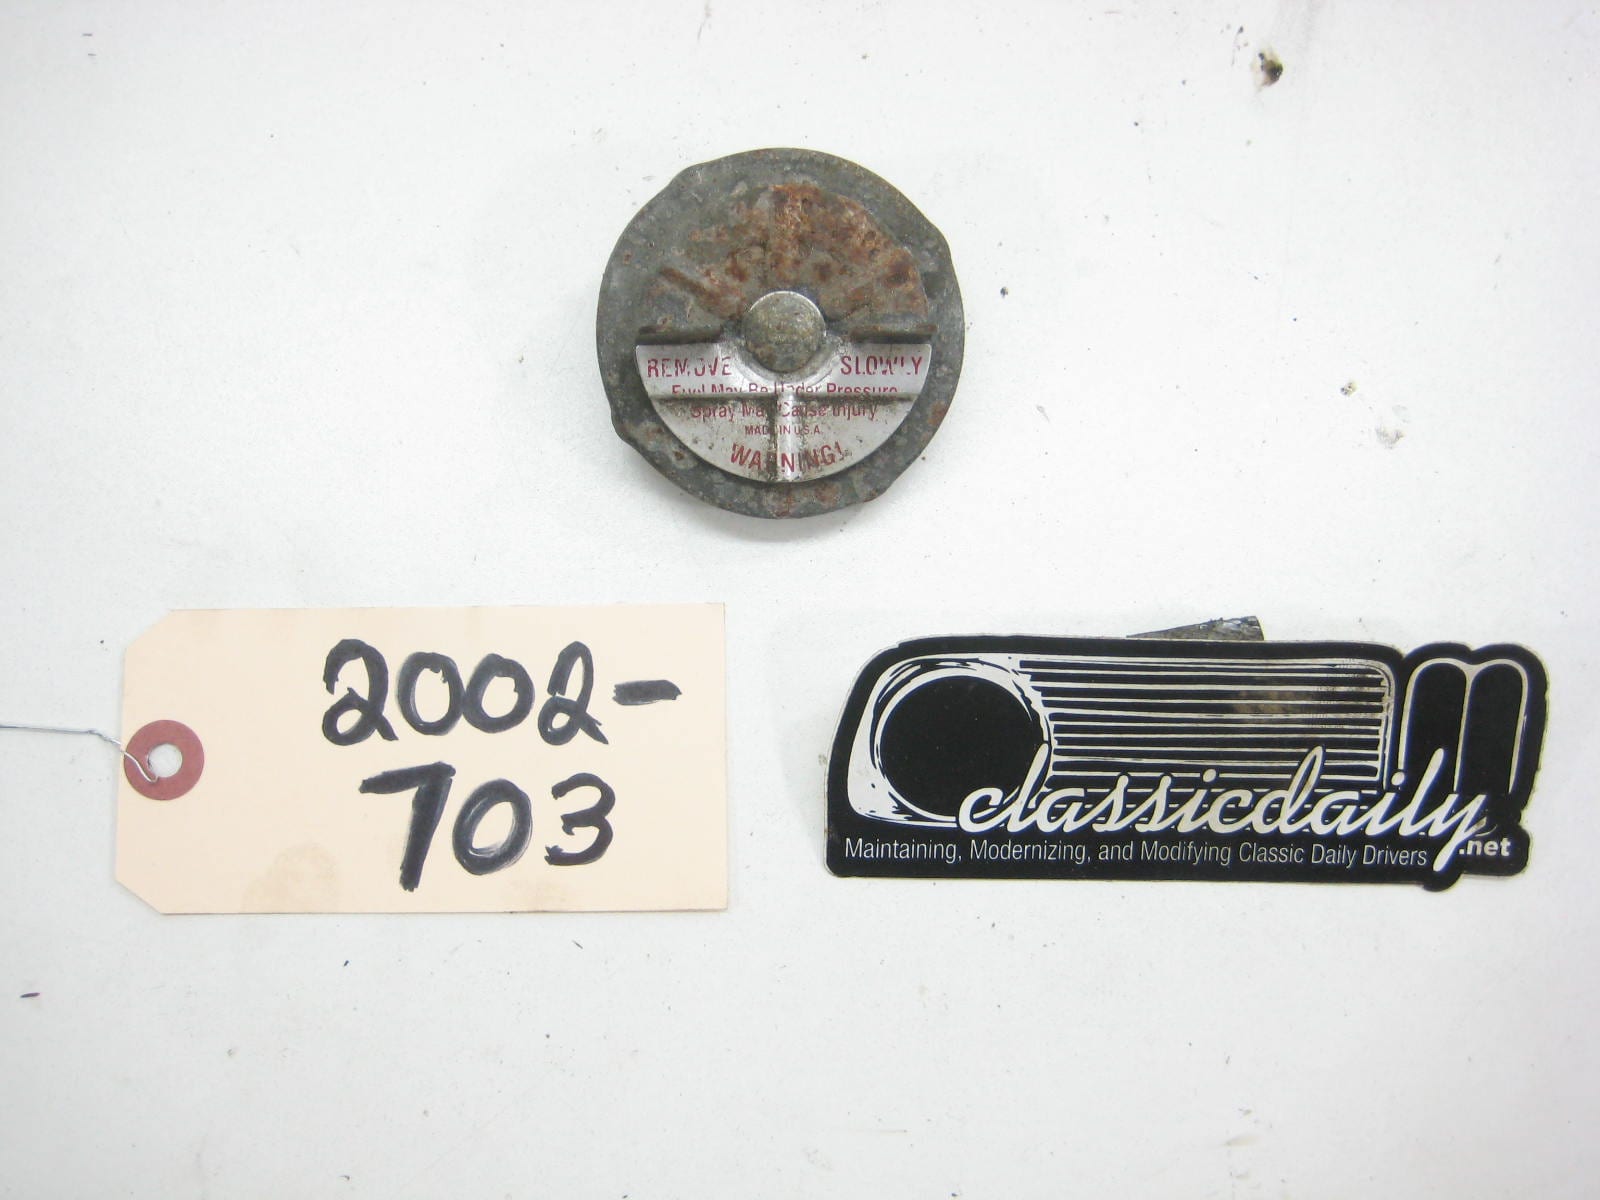 REMOVE SLOWLY
Fuel May Be Under Pressure
Spray May Cause Injury
MADE IN U.S.A.
WARNING!
2002-
703
classicdaily
.net
Maintaining, Modernizing, and Modifying Classic Daily Drivers